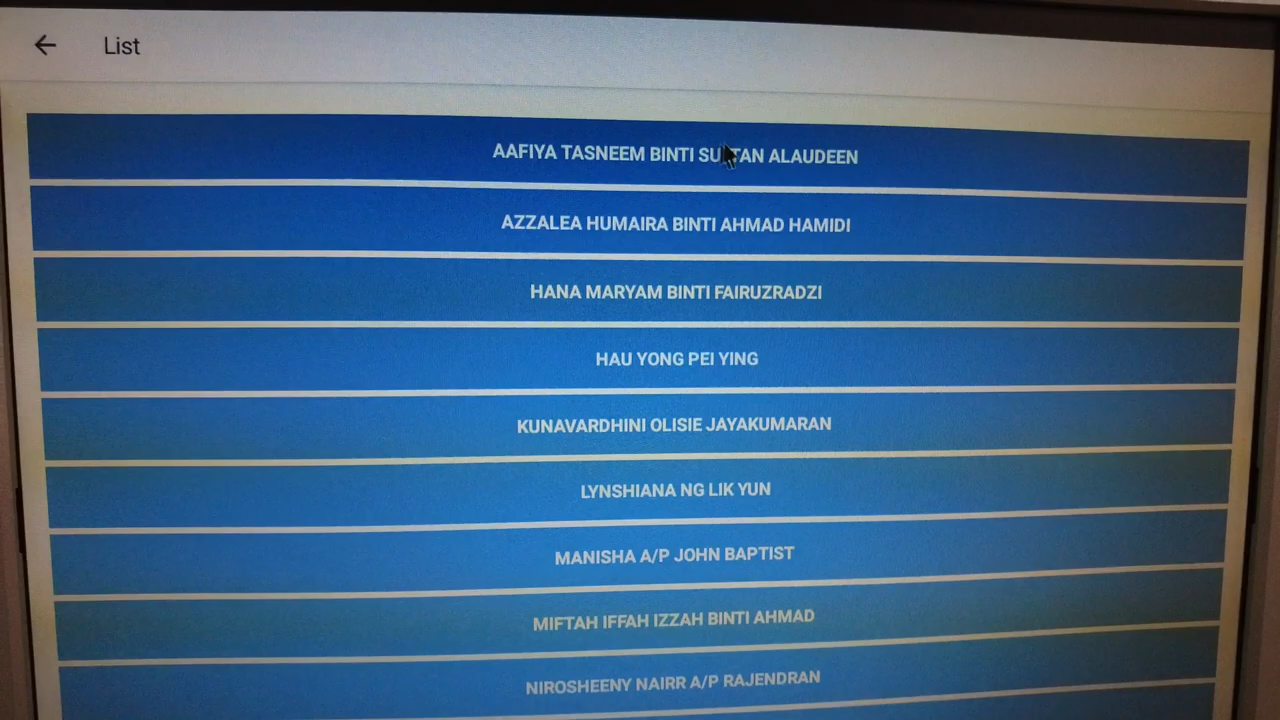 List
AAFIYA TASNEEM BINTI SULTAN ALAUDEEN
AZZALEA HUMAIRA BINTI AHMAD HAMIDI
HANA MARYAM BINTI FAIRUZRADZI
HAU YONG PEI YING
KUNAVARDHINI OLISIE JAYAKUMARAN
LYNSHIANA NG LIK YUN
MANISHA A/P JOHN BAPTIST
MIFTAH IFFAH IZZAH BINTI AHMAD
NIROSHEENY NAIRR A/P RAJENDRAN